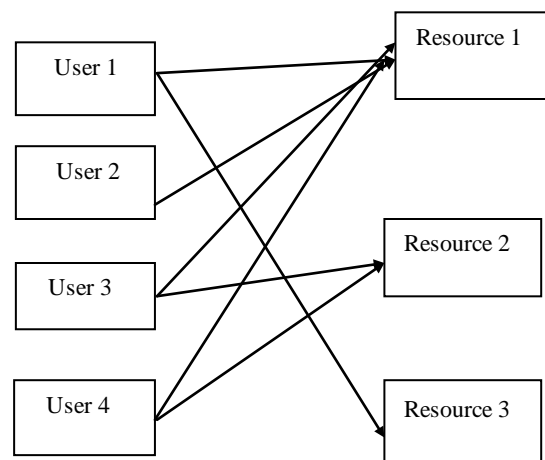 User 1
User 2
User 3
User 4
Resource 1
Resource 2
Resource 3